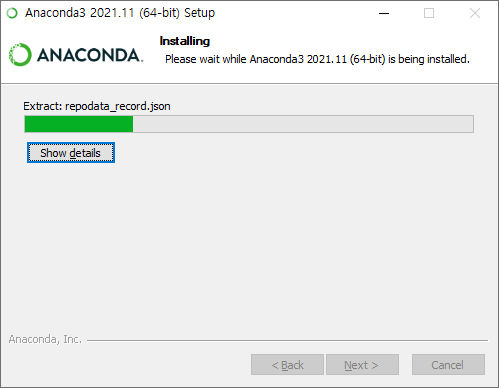 Anaconda3 2021.11 (64-bit) Setup
ANACONDA.
Installing
Please wait while Anaconda3 2021.11 (64-bit) is being installed.
Extract: repodata_record.json
Show details
Anaconda, Inc.
< Back
Next >
Cancel